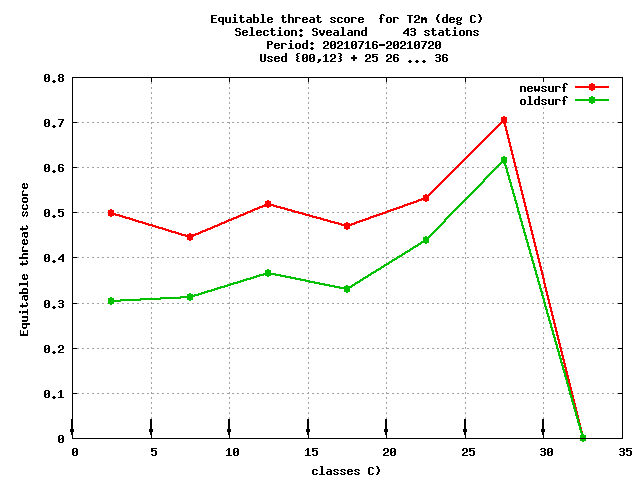 Equitable threat score  for T2m (deg C)
Selection: Svealand     43 stations
Period: 20210716-20210720
Used {00,12} + 25 26 ... 36
newsurf
oldsurf
Equitable threat score
0.8
0.7
0.6
0.5
0.4
0.3
0.2
0.1
0
0 5 10 15 20 25 30 35
classes C)